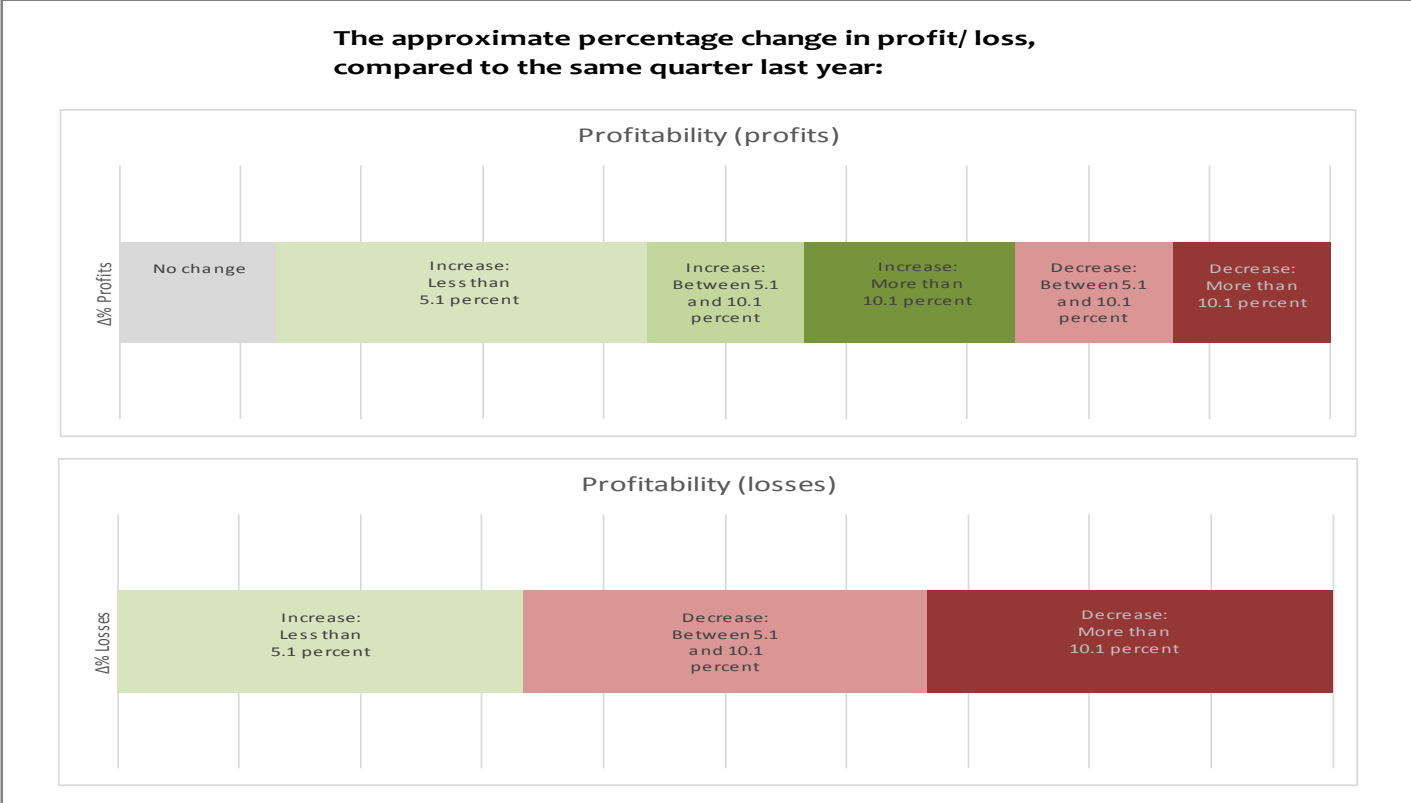 The approximate percentage change in profit/ loss,
compared to the same quarter last year:
Profitability (profits)
Δ% Profits
No change
Increase:
Less than
5.1 percent
Increase:
Between 5.1
and 10.1
percent
Increase:
More than
10.1 percent
Decrease:
Between 5.1
and 10.1
percent
Decrease:
More than
10.1 percent
Profitability (losses)
Δ% Losses
Increase:
Less than
5.1 percent
Decrease:
Between 5.1
and 10.1
percent
Decrease:
More than
10.1 percent